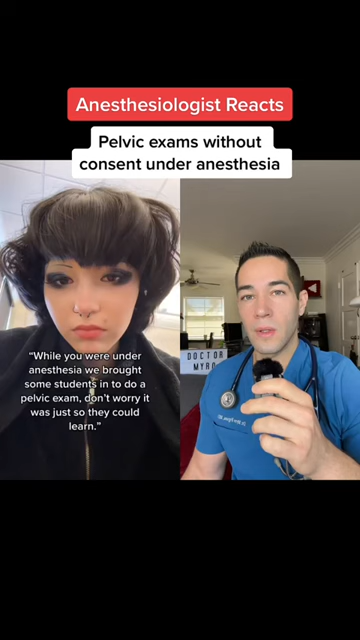 Anesthesiologist Reacts
Pelvic exams without
consent under anesthesia
“While you were under
anesthesia we brought
some students in to do a
pelvic exam, don’t worry it
was just so they could
learn.”
DOCTOR
MYRO